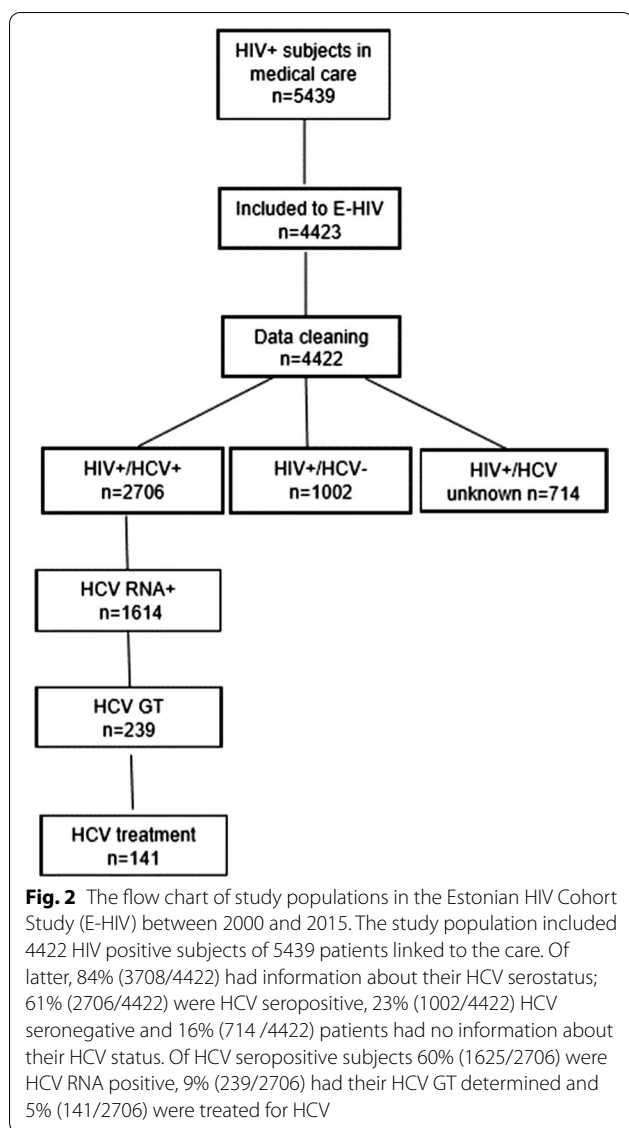 HIV+ subjects in
medical care
n=5439
Included to E-HIV
n=4423
Data cleaning
n=4422
HIV+/HCV+
n=2706
HIV+/HCV-
n=1002
HIV+/HCV
unknown n=714
HCV RNA+
n=1614
HCV GT
n=239
HCV treatment
n=141
Fig. 2 The flow chart of study populations in the Estonian HIV Cohort
Study (E-HIV) between 2000 and 2015. The study population included
4422 HIV positive subjects of 5439 patients linked to the care. Of
latter, 84% (3708/4422) had information about their HCV serostatus;
61% (2706/4422) were HCV seropositive, 23% (1002/4422) HCV
seronegative and 16% (714 /4422) patients had no information about
their HCV status. Of HCV seropositive subjects 60% (1625/2706) were
HCV RNA positive, 9% (239/2706) had their HCV GT determined and
5% (141/2706) were treated for HCV